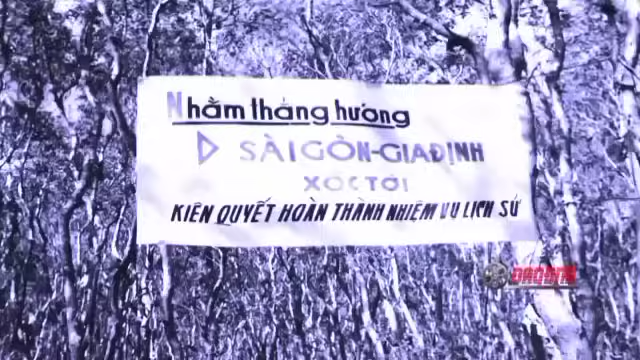 Nhằm thẳng hướng
SÀI GÒN-GIA ĐỊNH
XỐC TỚI
KIÊN QUYẾT HOÀN THÀNH NHIỆM VỤ LỊCH SỬ